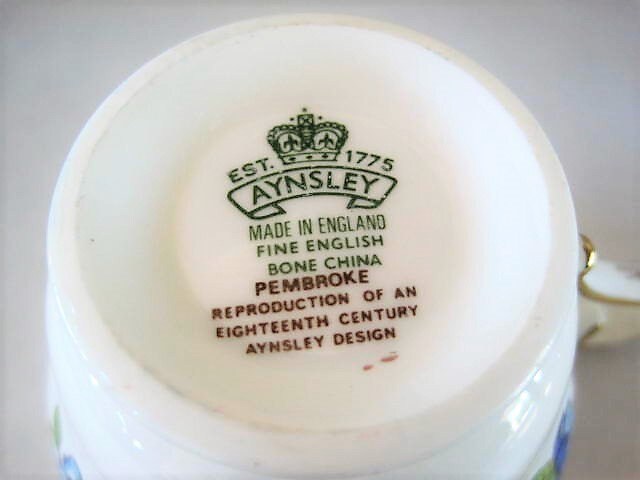 EST. 1775
AYNSLEY
MADE IN ENGLAND
FINE ENGLISH
BONE CHINA
PEMBROKE
REPRODUCTION OF AN
EIGHTEENTH CENTURY
AYNSLEY DESIGN